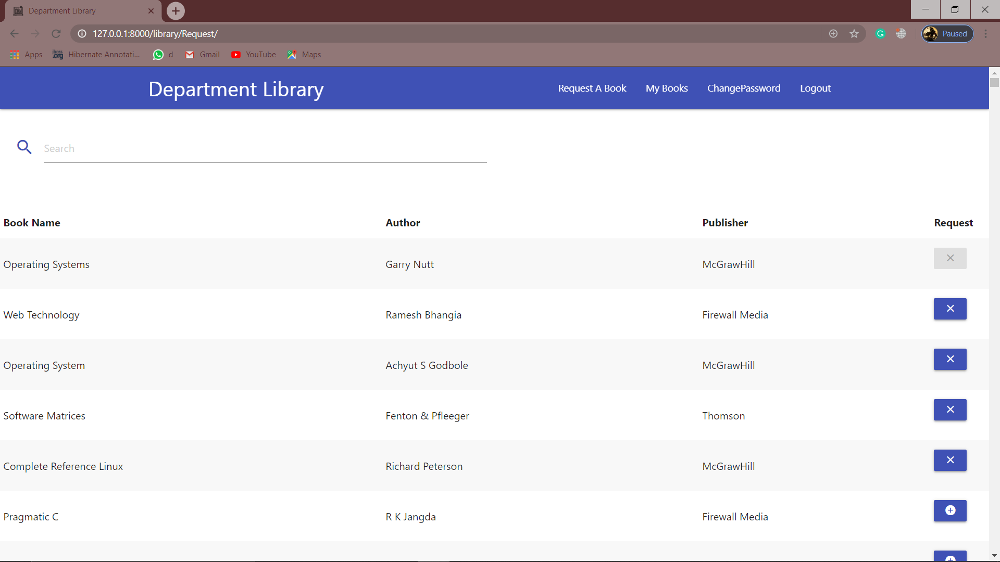 Department Library
127.0.0.1:8000/library/Request/
Paused
Apps
Hibernate Annotati...
d
Gmail
YouTube
Maps
Department Library
Request A Book
My Books
ChangePassword
Logout
Search
Book Name Author Publisher Request
Operating Systems Garry Nutt McGrawHill
Web Technology Ramesh Bhangia Firewall Media
Operating System Achyut S Godbole McGrawHill
Software Matrices Fenton & Pfleeger Thomson
Complete Reference Linux Richard Peterson McGrawHill
Pragmatic C R K Jangda Firewall Media